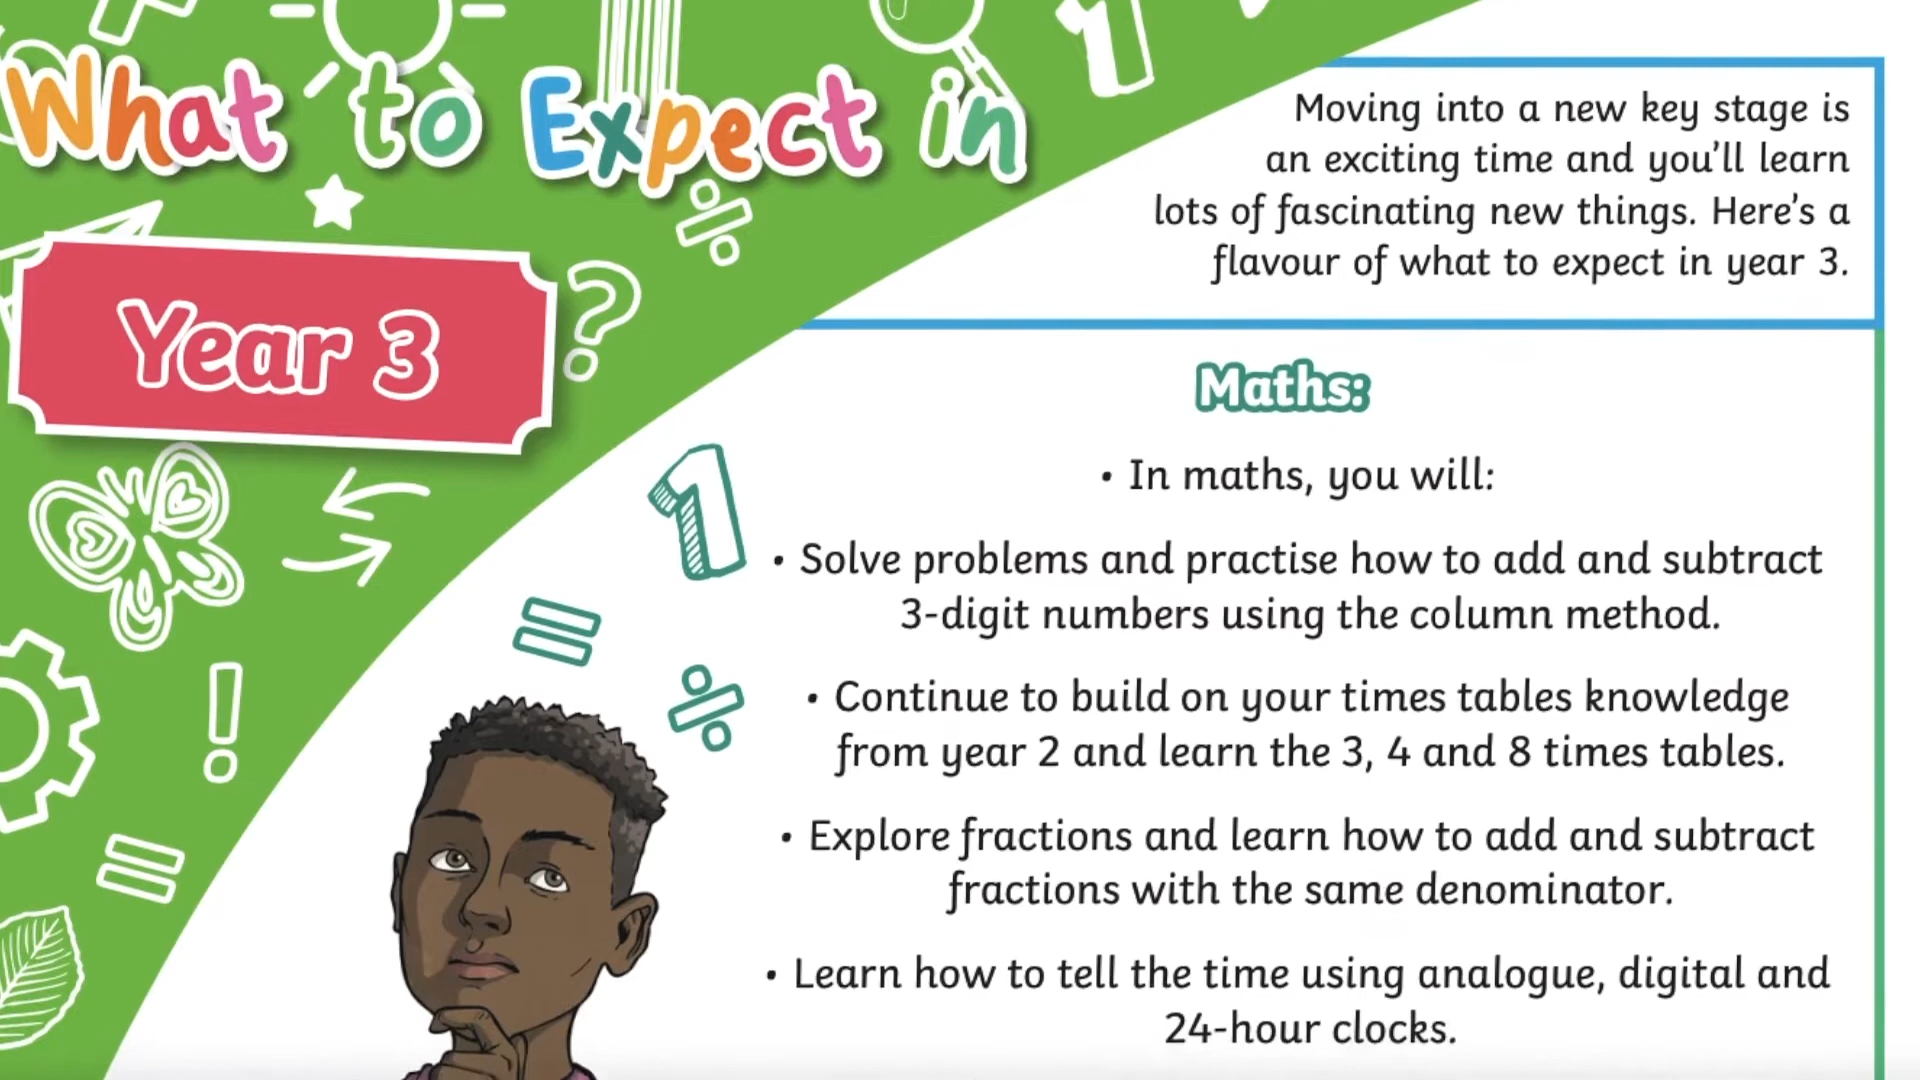 What to Expect in
Year 3
Moving into a new key stage is
an exciting time and you'll learn
lots of fascinating new things. Here's a
flavour of what to expect in year 3.
Maths:
• In maths, you will:
• Solve problems and practise how to add and subtract
3-digit numbers using the column method.
• Continue to build on your times tables knowledge
from year 2 and learn the 3, 4 and 8 times tables.
• Explore fractions and learn how to add and subtract
fractions with the same denominator.
• Learn how to tell the time using analogue, digital and
24-hour clocks.